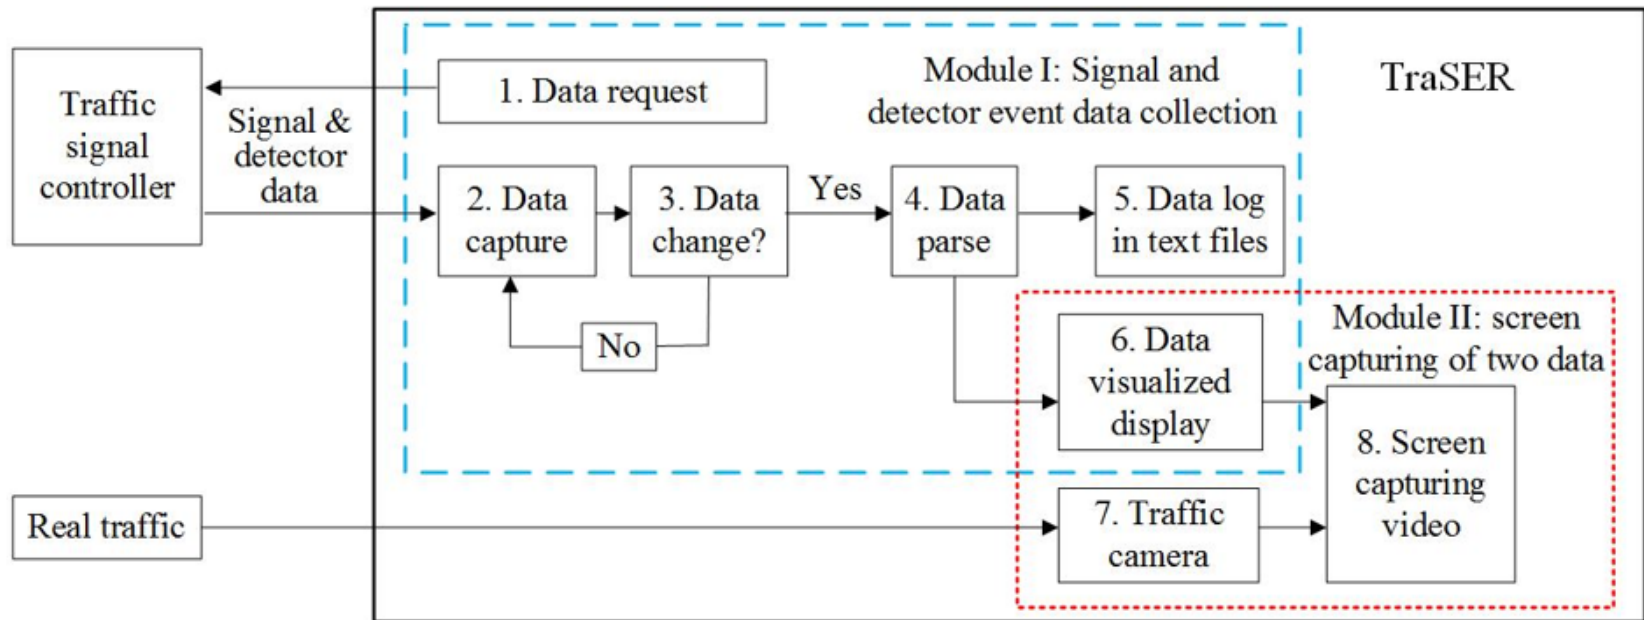 Traffic
signal
controller
Signal &
detector
data
1. Data request
Module I: Signal and
detector event data collection
TraSER
2. Data
capture
3. Data
change?
Yes
4. Data
parse
5. Data log
in text files
No
6. Data
visualized
display
Module II: screen
capturing of two data
8. Screen
capturing
video
Real traffic
7. Traffic
camera